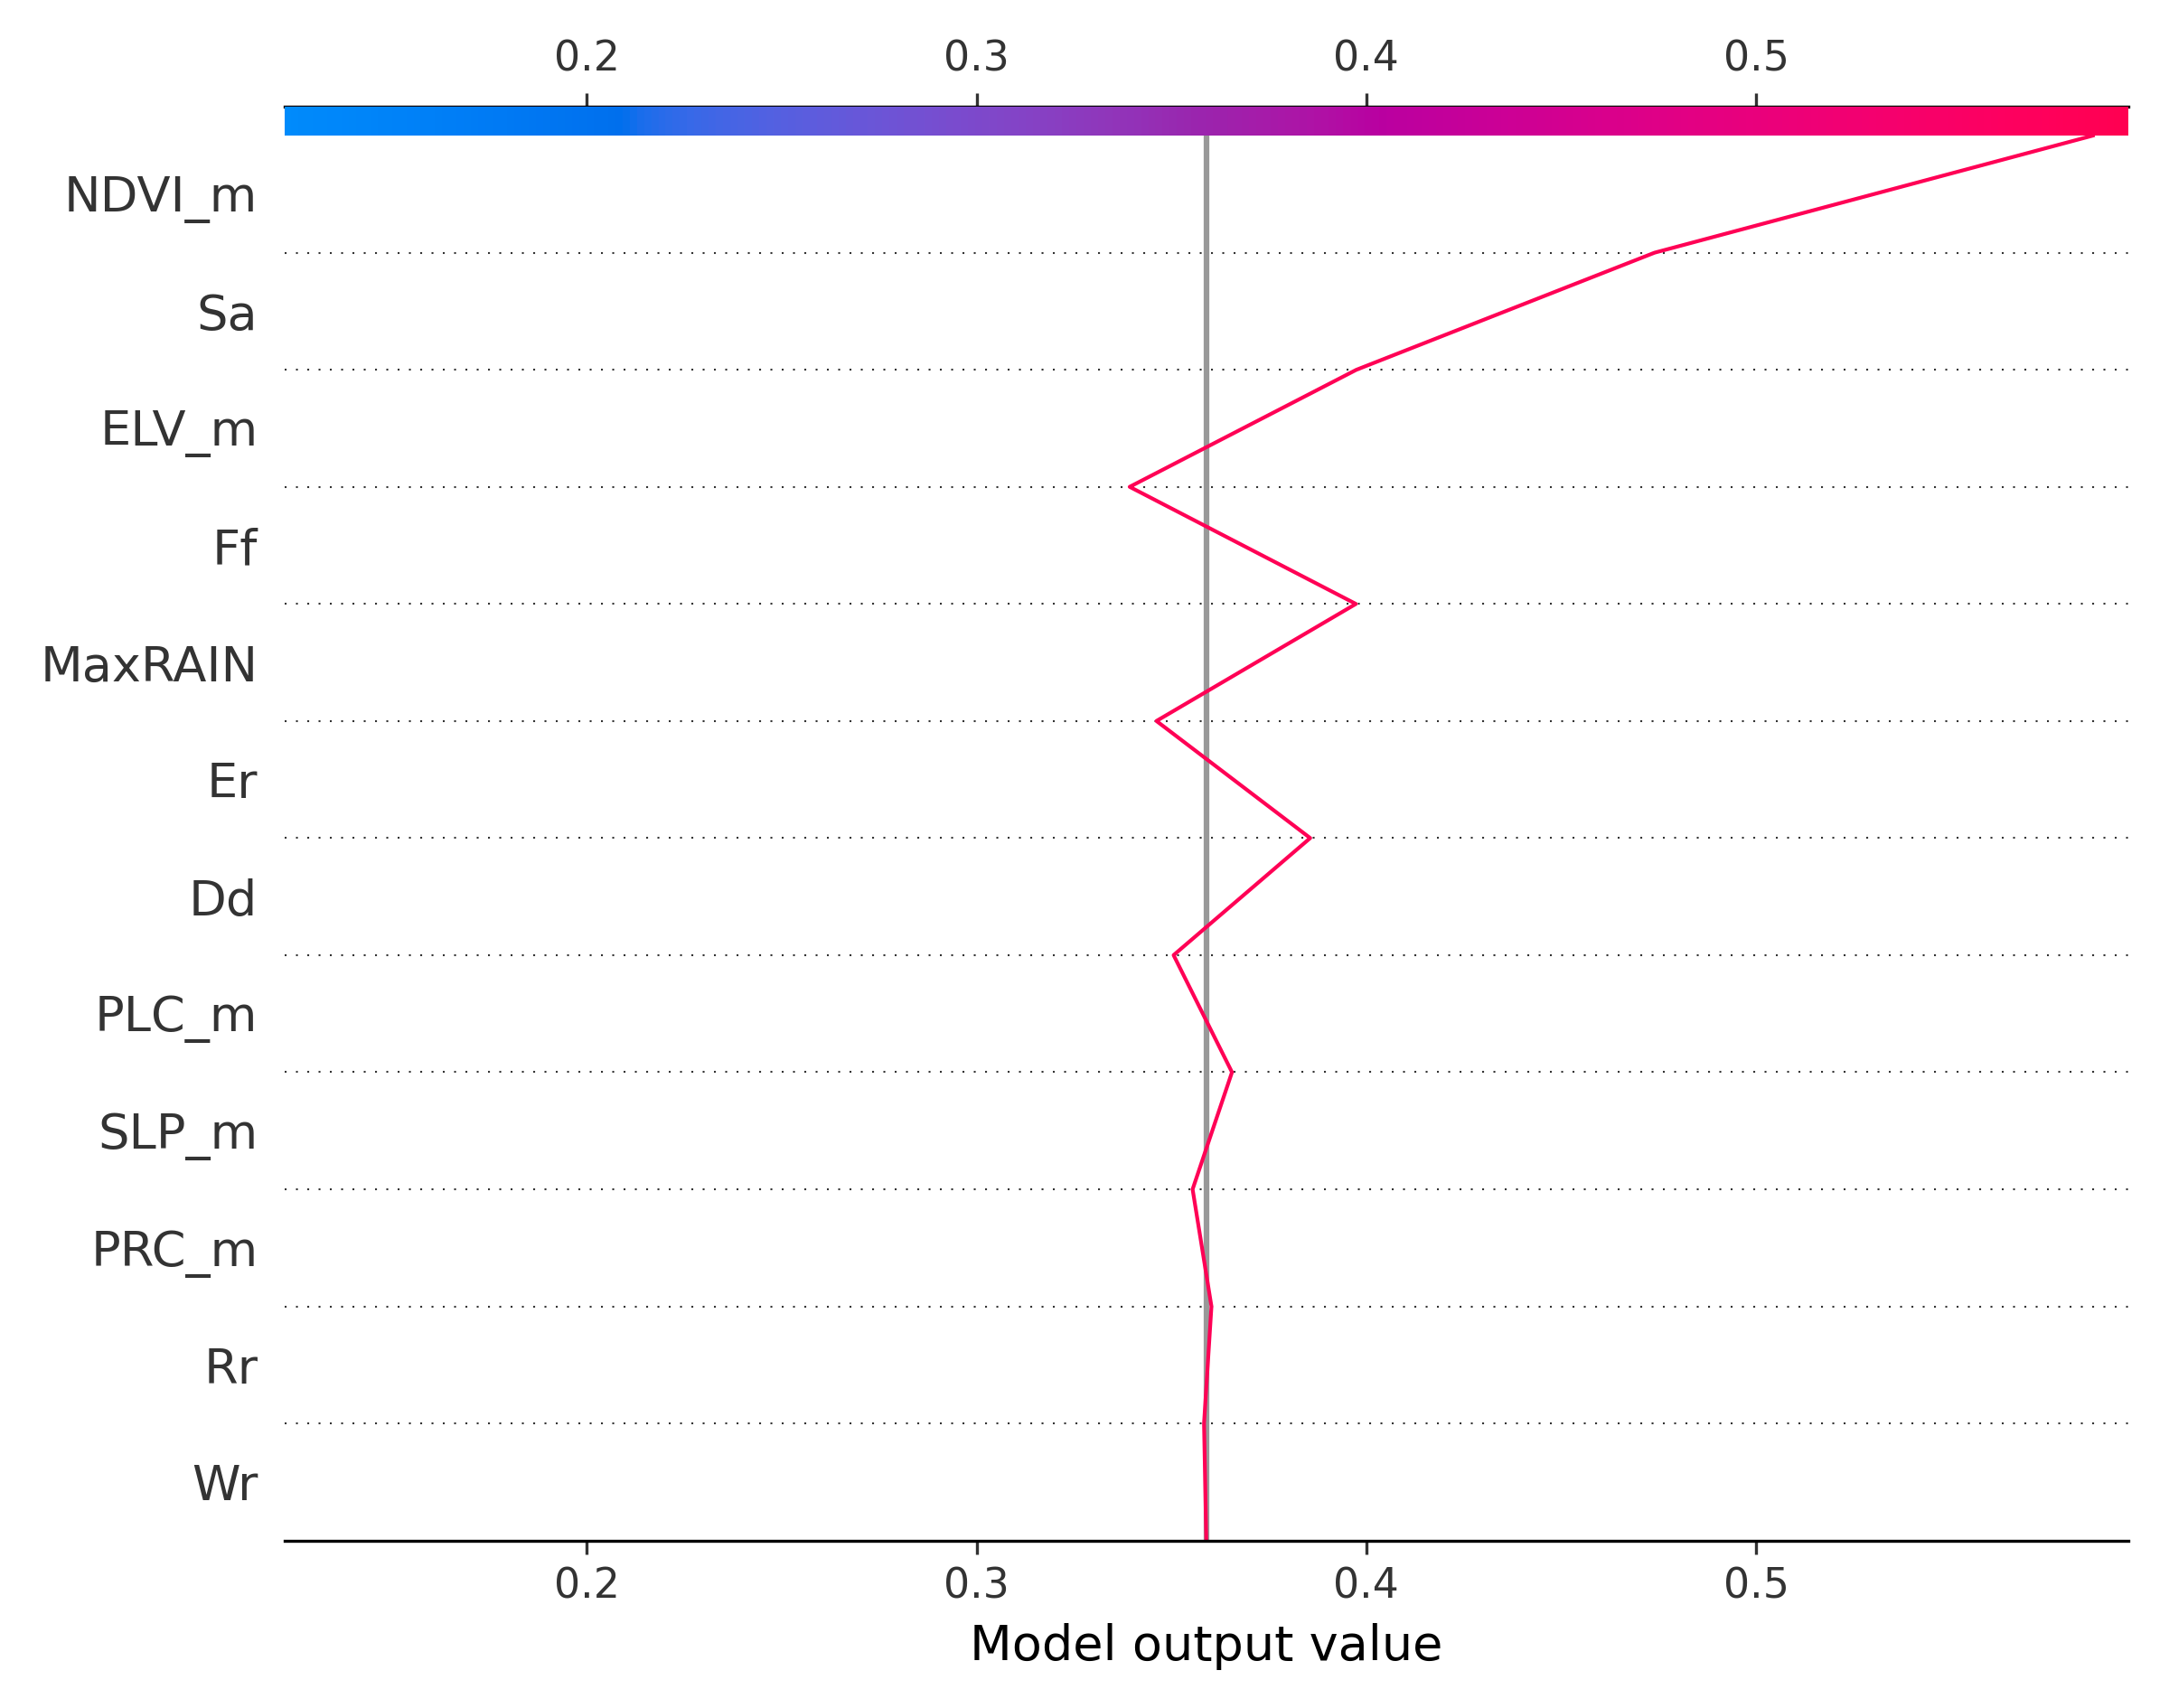 0.2 0.3 0.4 0.5
NDVI_m
Sa
ELV_m
Ff
MaxRAIN
Er
Dd
PLC_m
SLP_m
PRC_m
Rr
Wr
0.2 0.3 0.4 0.5
Model output value